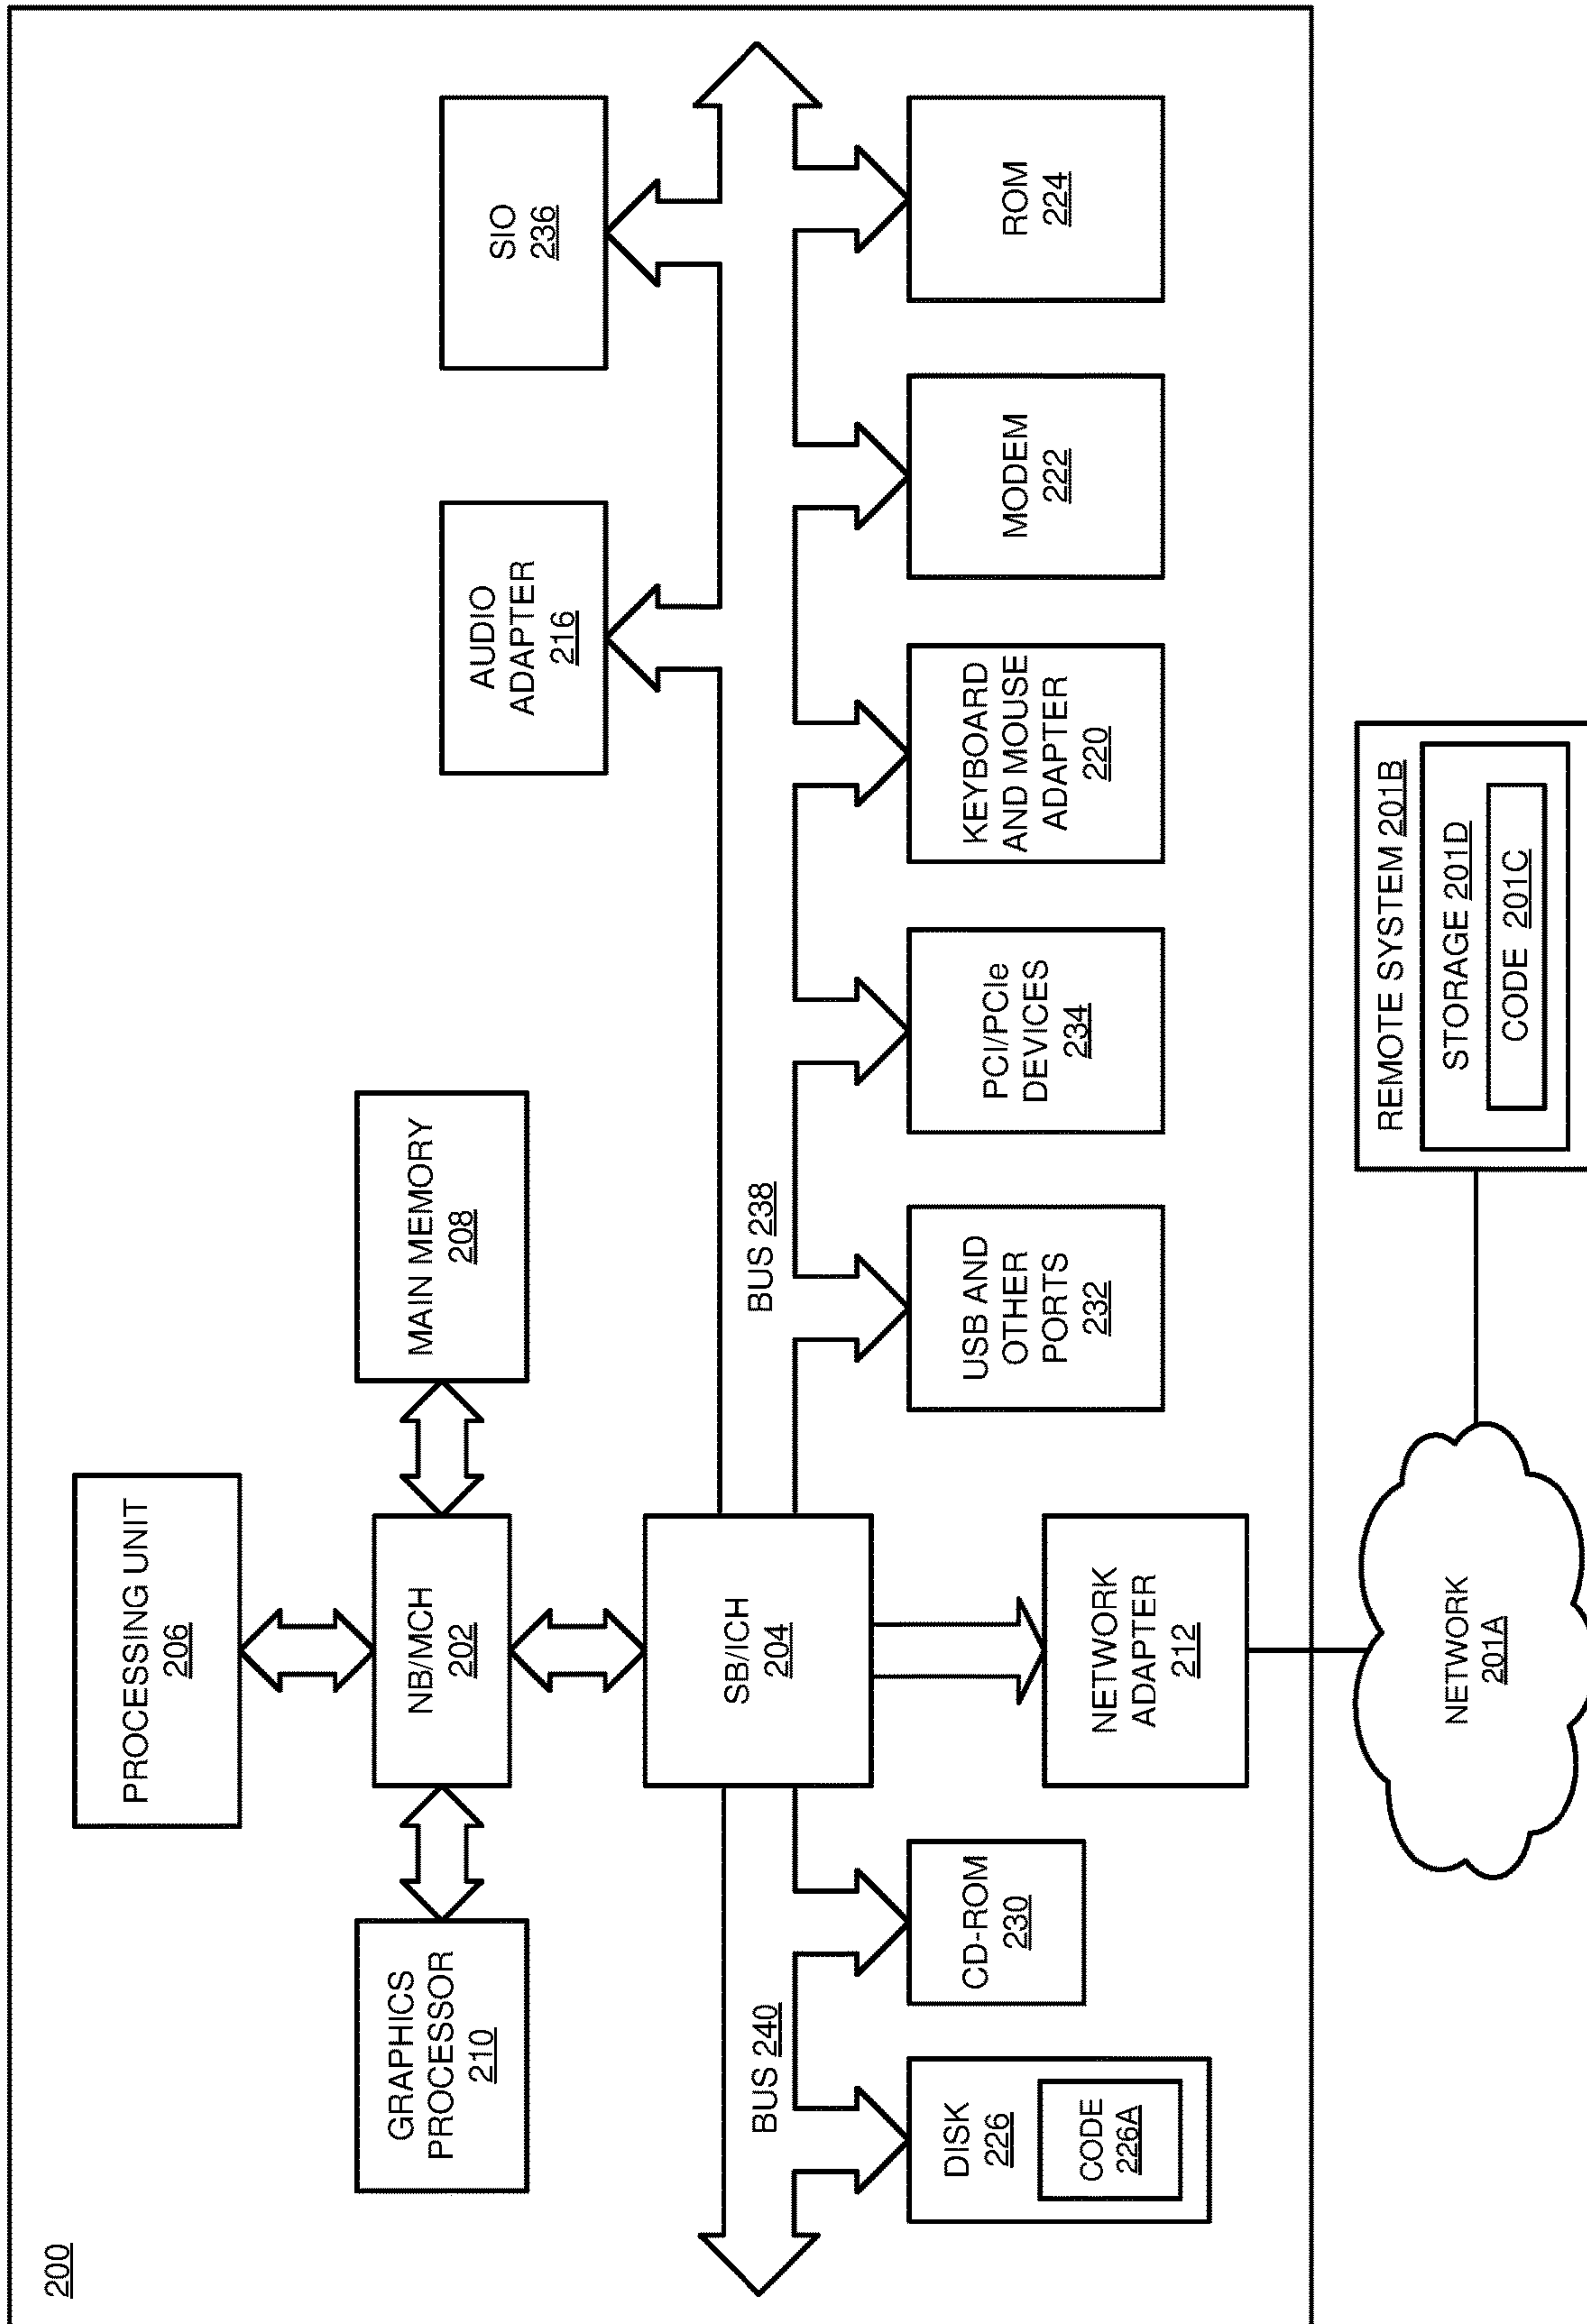 200
PROCESSING UNIT
206
GRAPHICS
PROCESSOR
210
NB/MCH
202
MAIN MEMORY
208
AUDIO
ADAPTER
216
SIO
236
SB/ICH
204
BUS 240
BUS 238
DISK
226
CODE
226A
CD-ROM
230
NETWORK
ADAPTER
212
USB AND
OTHER
PORTS
232
PCI/PCIe
DEVICES
234
KEYBOARD
AND MOUSE
ADAPTER
220
MODEM
222
ROM
224
NETWORK
201A
REMOTE SYSTEM 201B
STORAGE 201D
CODE 201C